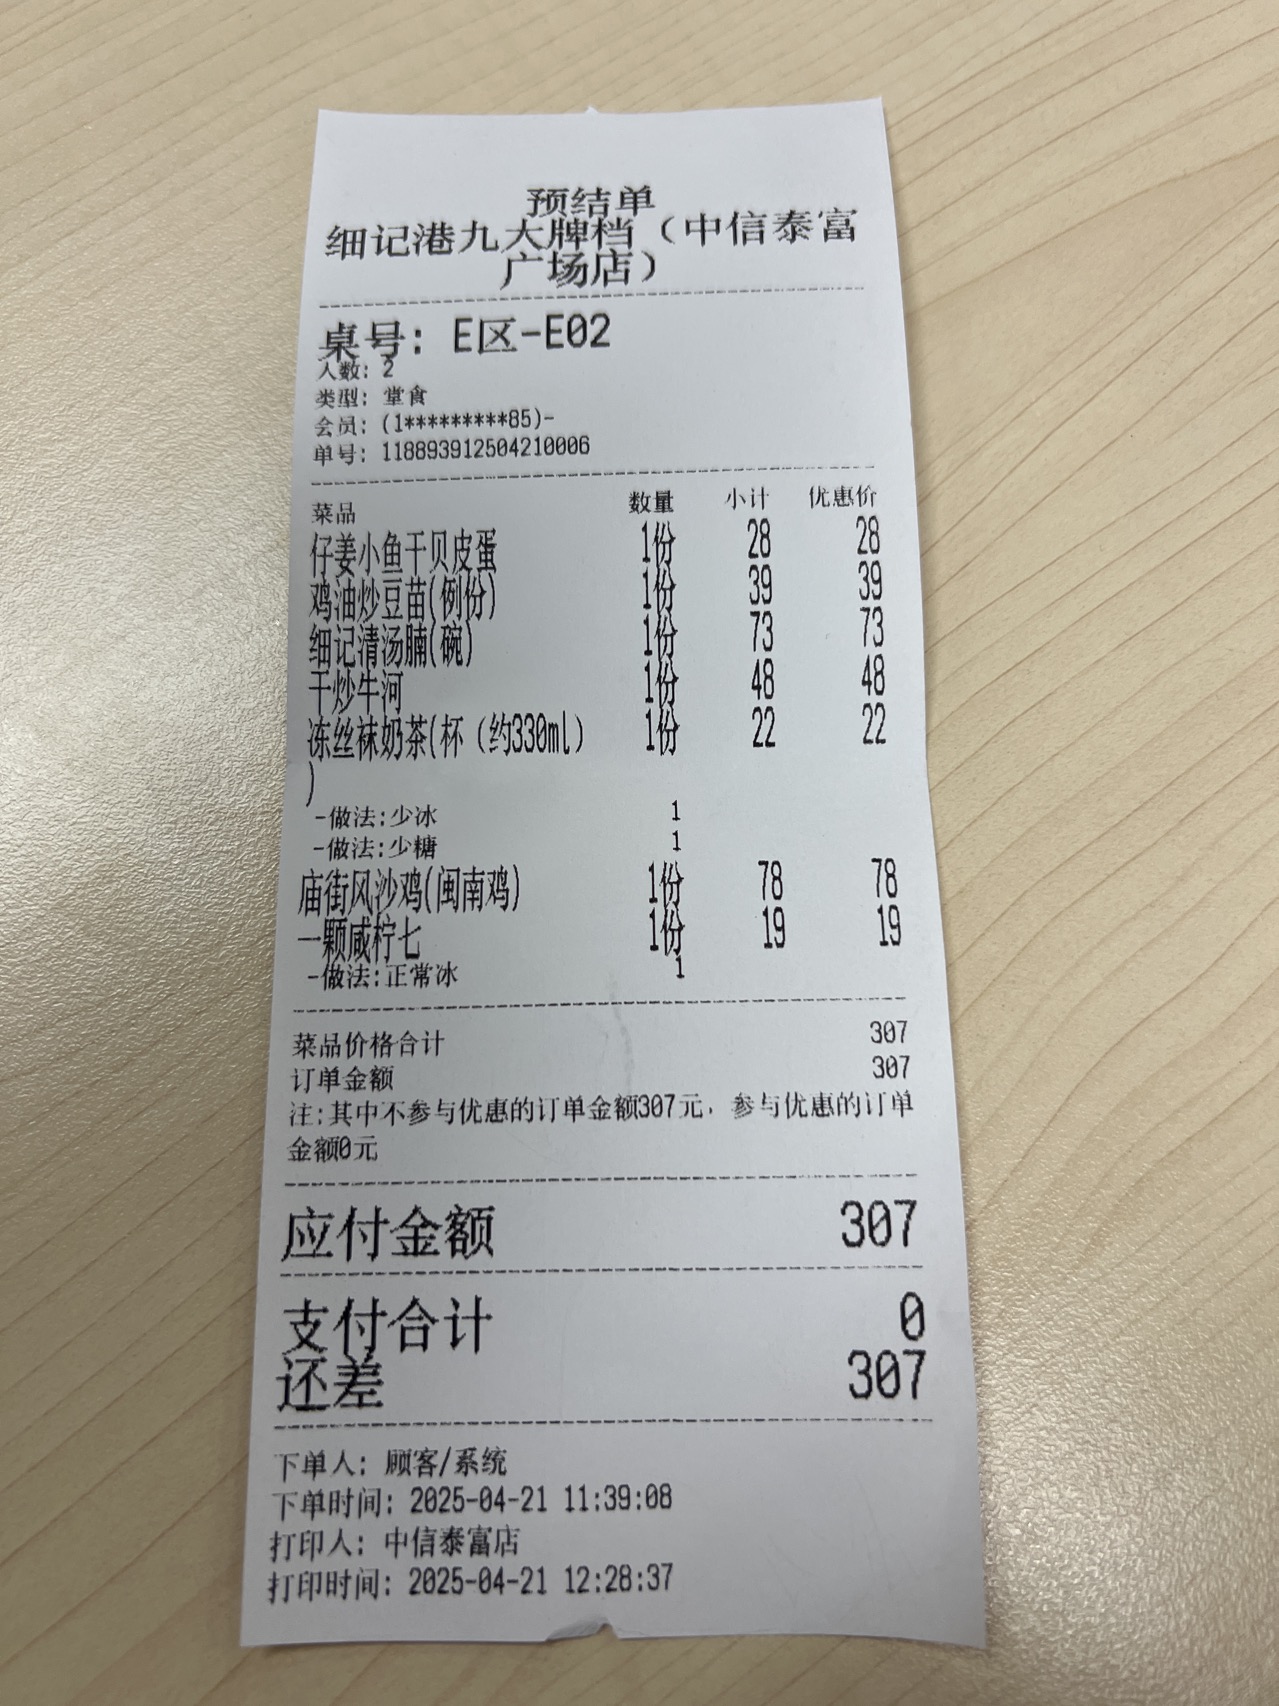 预结单
细记港九大牌档（中信泰富
广场店）
桌号: E区-E02
人数: 2
类型: 堂食
会员: (1*********85)-
单号: 118893912504210006
菜品 数量 小计 优惠价
仔姜小鱼干贝皮蛋 1份 28 28
鸡油炒豆苗(例份) 1份 39 39
细记清汤腩(碗) 1份 73 73
干炒牛河 1份 48 48
冻丝袜奶茶(杯（约330ml） 1份 22 22
)
-做法:少冰 1
-做法:少糖 1
庙街风沙鸡(闽南鸡) 1份 78 78
一颗咸柠七 1份 19 19
-做法:正常冰 1
菜品价格合计 307
订单金额 307
注:其中不参与优惠的订单金额307元，参与优惠的订单
金额0元
应付金额 307
支付合计 0
还差 307
下单人: 顾客/系统
下单时间: 2025-04-21 11:39:08
打印人: 中信泰富店
打印时间: 2025-04-21 12:28:37